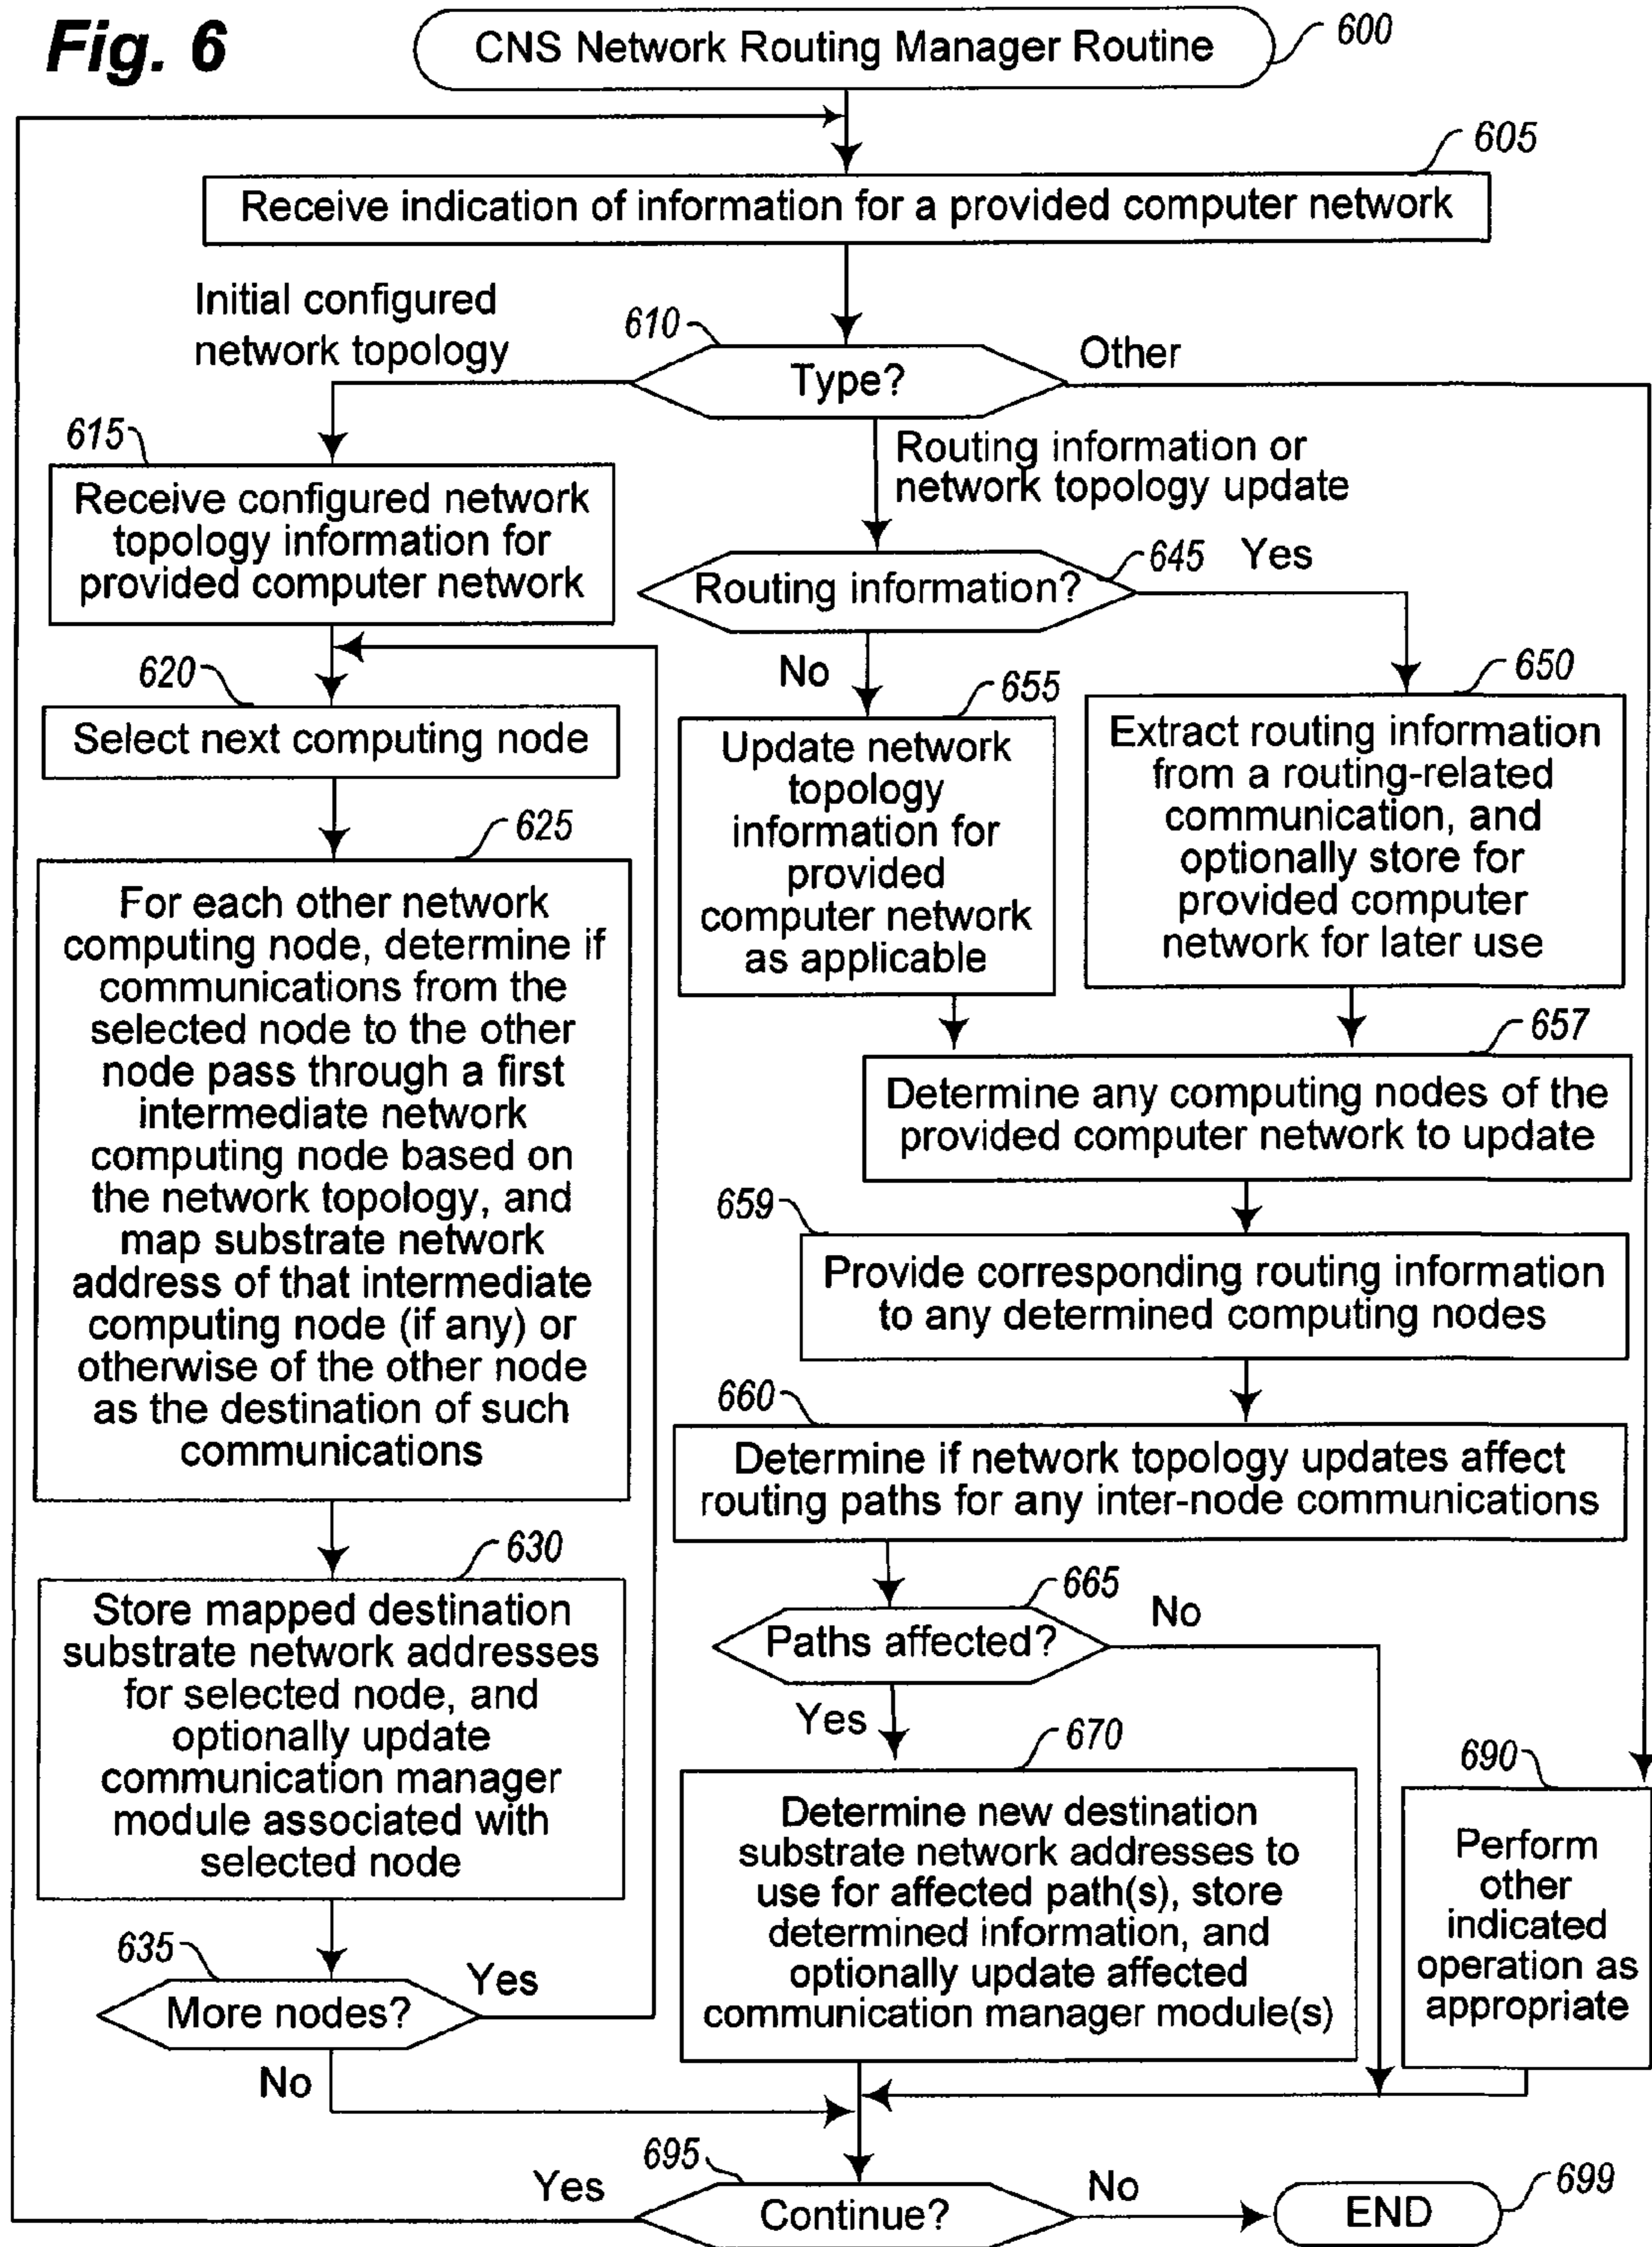 Fig. 6
CNS Network Routing Manager Routine
600
605
Receive indication of information for a provided computer network
Initial configured
network topology
610
Type?
Other
615
Receive configured network
topology information for
provided computer network
Routing information or
network topology update
Routing information?
645
Yes
No
620
Select next computing node
655
Update network
topology
information for
provided
computer network
as applicable
650
Extract routing information
from a routing-related
communication, and
optionally store for
provided computer
network for later use
625
For each other network
computing node, determine if
communications from the
selected node to the other
node pass through a first
intermediate network
computing node based on
the network topology, and
map substrate network
address of that intermediate
computing node (if any) or
otherwise of the other node
as the destination of such
communications
657
Determine any computing nodes of the
provided computer network to update
659
Provide corresponding routing information
to any determined computing nodes
660
Determine if network topology updates affect
routing paths for any inter-node communications
630
Store mapped destination
substrate network addresses
for selected node, and
optionally update
communication manager
module associated with
selected node
665
Paths affected?
No
Yes
670
Determine new destination
substrate network addresses to
use for affected path(s), store
determined information, and
optionally update affected
communication manager module(s)
690
Perform
other
indicated
operation as
appropriate
635
More nodes?
Yes
No
695
Yes
Continue?
No
END
699